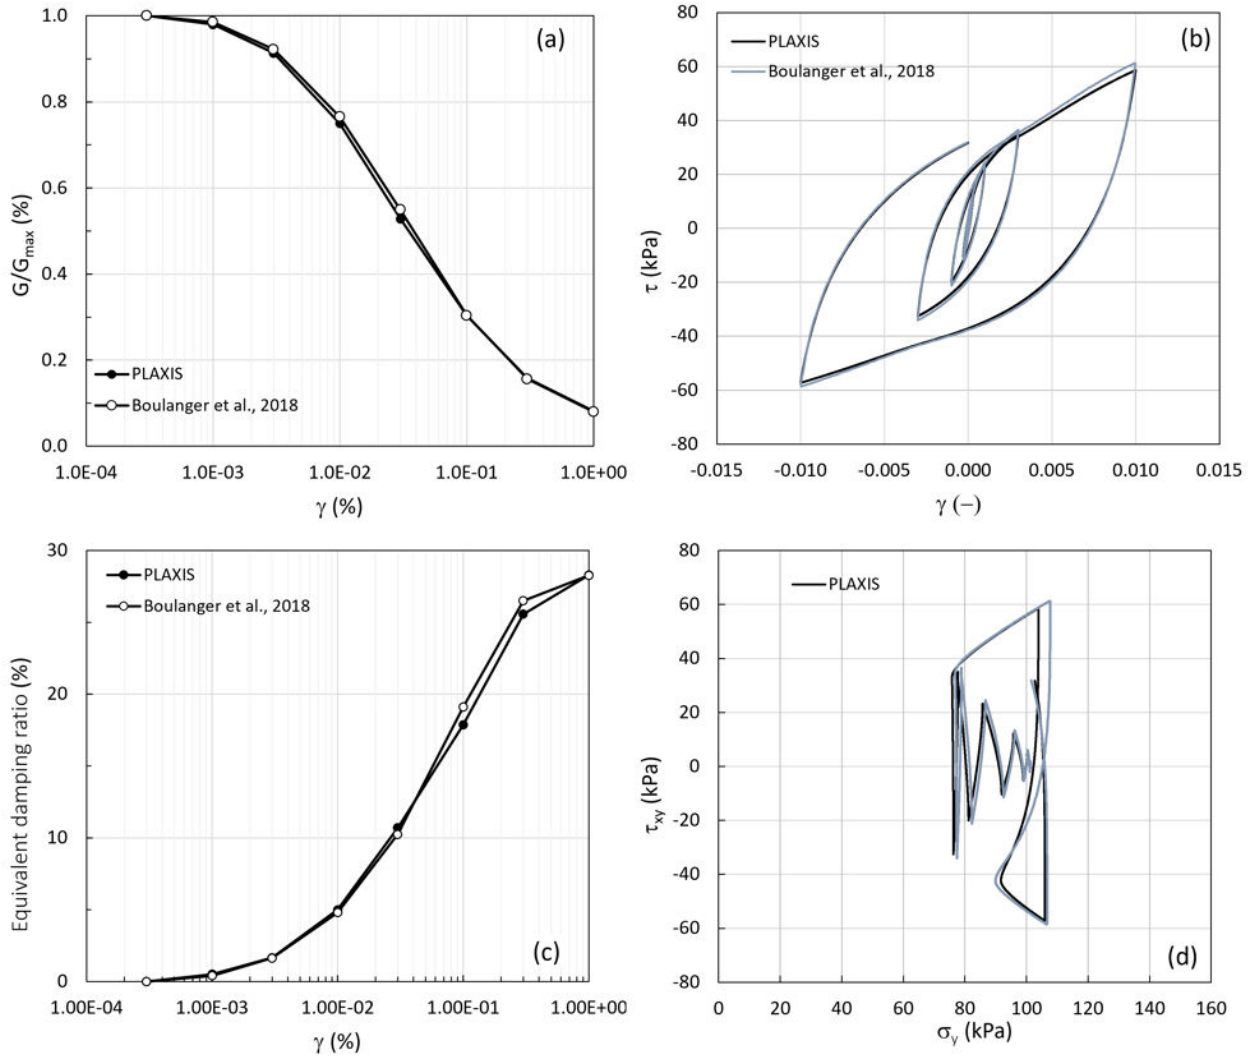 (a)
1.0
0.8
0.6
0.4
0.2
0.0
G/Gmax (%)
PLAXIS
Boulanger et al., 2018
1.0E-04
1.0E-03
1.0E-02
1.0E-01
1.0E+00
γ (%)
(b)
80
60
40
20
0
-20
-40
-60
-80
τ (kPa)
PLAXIS
Boulanger et al., 2018
-0.015
-0.010
-0.005
0.000
0.005
0.010
0.015
γ (−)
30
20
10
0
Equivalent damping ratio (%)
PLAXIS
Boulanger et al., 2018
(c)
1.00E-04
1.00E-03
1.00E-02
1.00E-01
1.00E+00
γ (%)
80
60
40
20
0
-20
-40
-60
-80
τxy (kPa)
PLAXIS
(d)
0
20
40
60
80
100
120
140
160
σy (kPa)